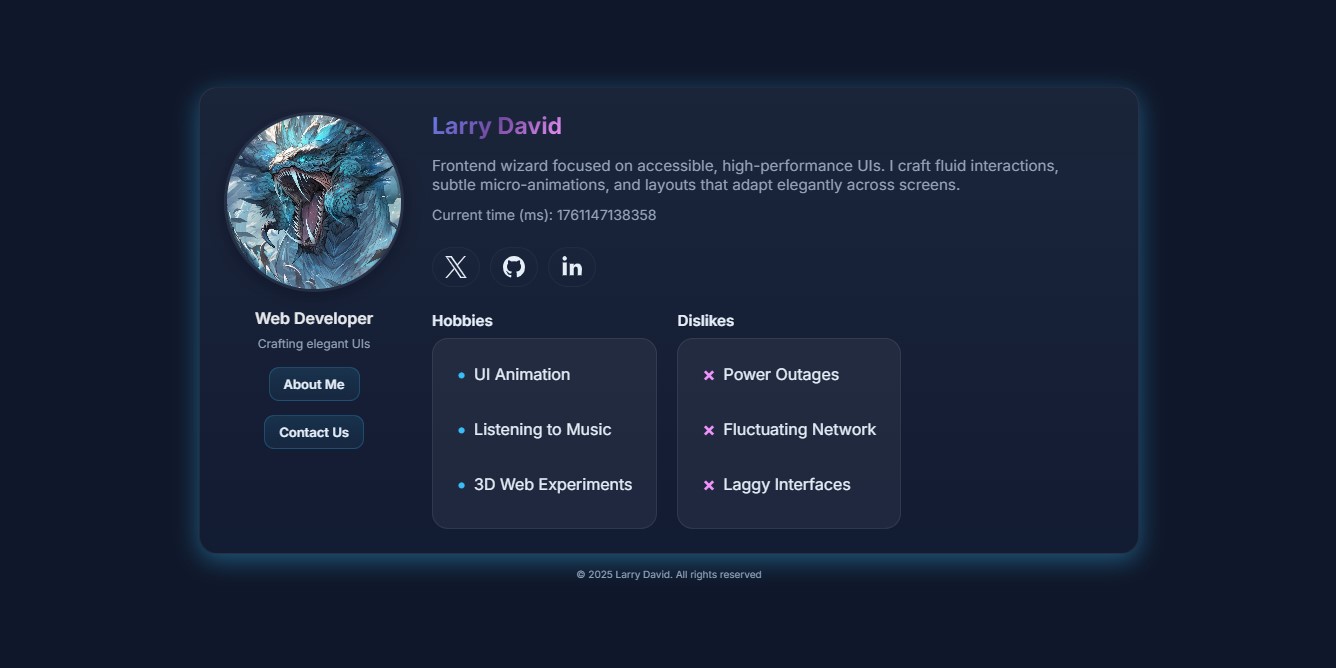 Larry David
Frontend wizard focused on accessible, high-performance UIs. I craft fluid interactions,
subtle micro-animations, and layouts that adapt elegantly across screens.
Current time (ms): 1761147138358
Web Developer
Crafting elegant UIs
About Me
Contact Us
Hobbies
UI Animation
Listening to Music
3D Web Experiments
Dislikes
Power Outages
Fluctuating Network
Laggy Interfaces
© 2025 Larry David. All rights reserved